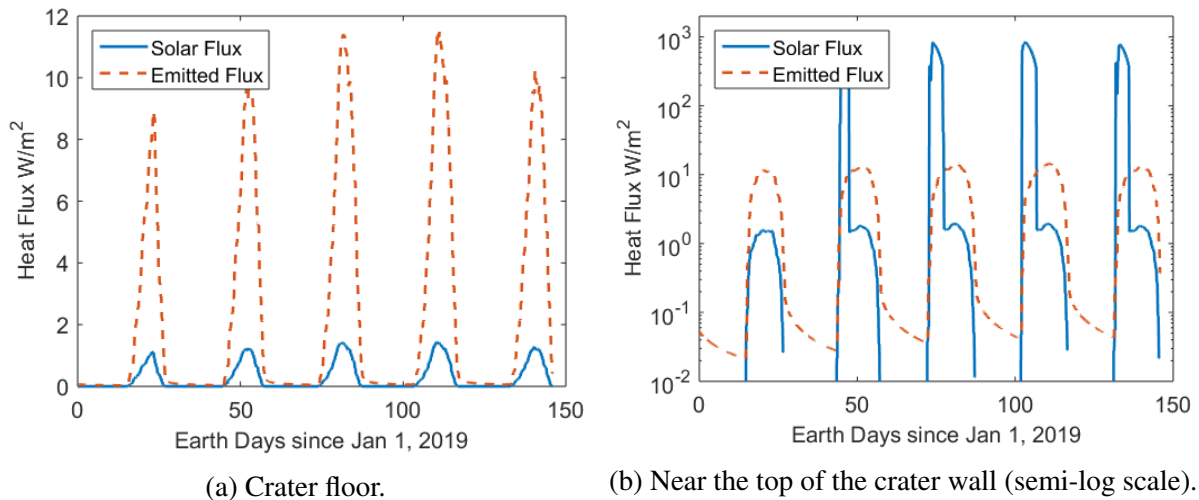 12
10
8
6
4
2
0
Heat Flux W/m²
Solar Flux
Emitted Flux
0
50
100
150
Earth Days since Jan 1, 2019
(a) Crater floor.
10³
10²
10¹
10⁰
10⁻¹
10⁻²
Heat Flux W/m²
Solar Flux
Emitted Flux
0
50
100
150
Earth Days since Jan 1, 2019
(b) Near the top of the crater wall (semi-log scale).